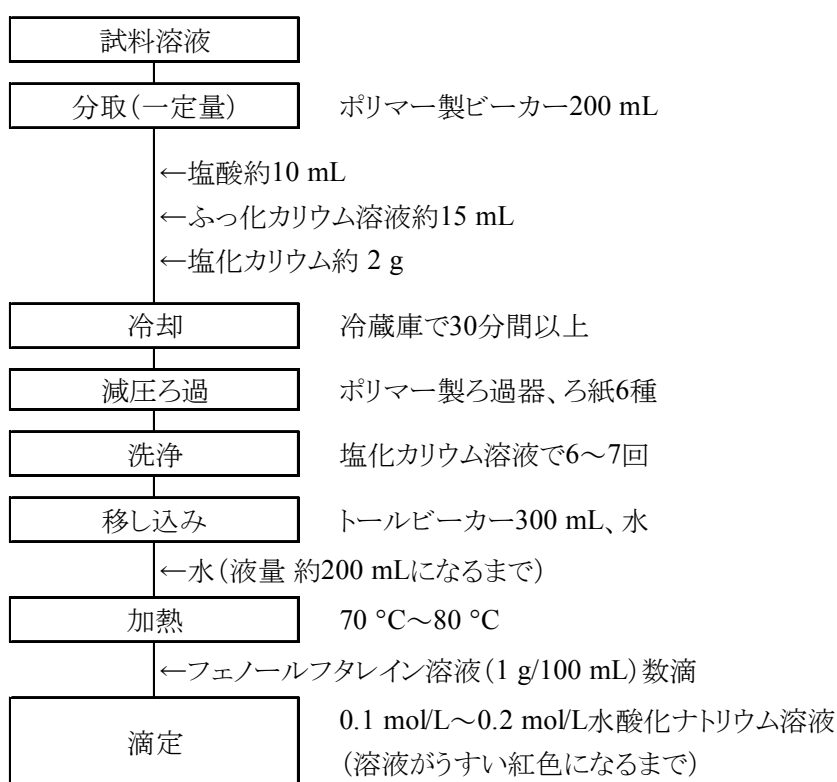 試料溶液
分取（一定量） ポリマー製ビーカー200 mL
←塩酸約10 mL
←ふっ化カリウム溶液約15 mL
←塩化カリウム約 2 g
冷却 冷蔵庫で30分間以上
減圧ろ過 ポリマー製ろ過器、ろ紙6種
洗浄 塩化カリウム溶液で6～7回
移し込み トールビーカー300 mL、水
←水（液量 約200 mLになるまで）
加熱 70 °C～80 °C
←フェノールフタレイン溶液（1 g/100 mL）数滴
滴定 0.1 mol/L～0.2 mol/L水酸化ナトリウム溶液
（溶液がうすい紅色になるまで）